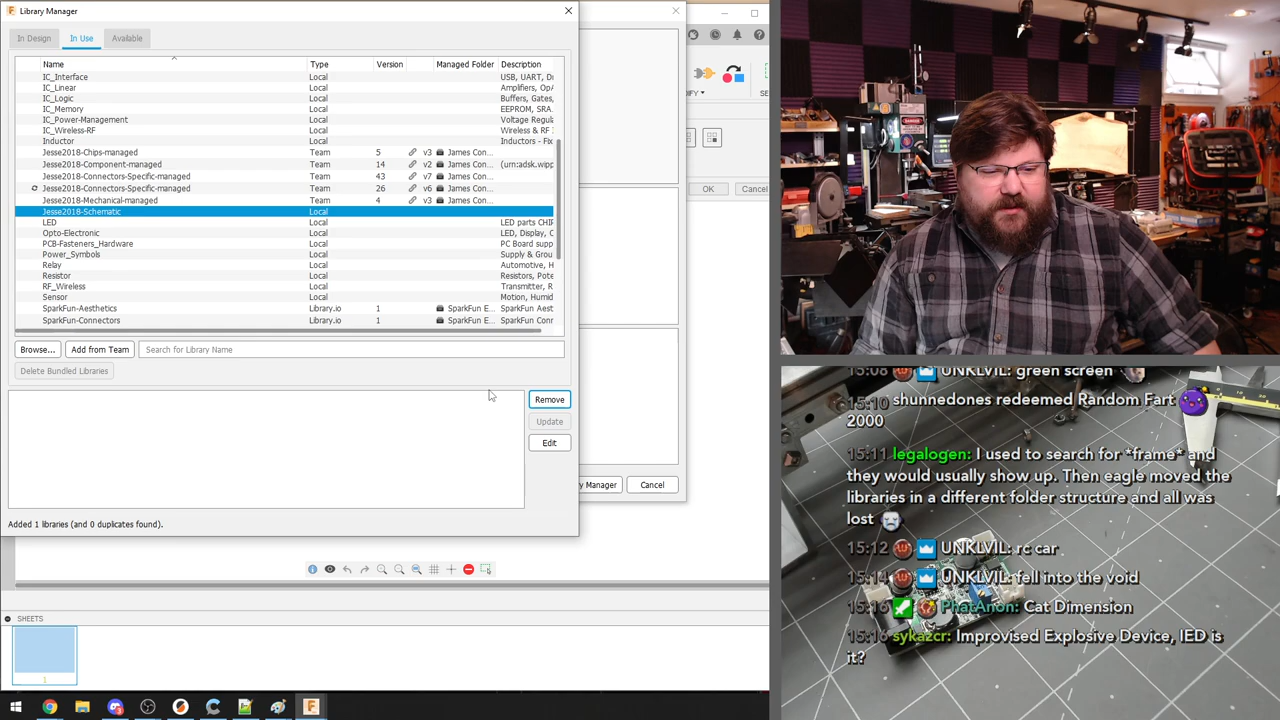 Library Manager
In Design In Use Available
Name Type Version Managed Folder Description
IC_Interface Local USB, UART, Dr
IC_Linear Local Amplifiers, OpA
IC_Logic Local Buffers, Gates,
IC_Memory Local EEPROM, SRA.
IC_Power-Management Local Voltage Regula
IC_Wireless-RF Local Wireless & RF I
Inductor Local Inductors - Fix
Jesse2018-Chips-managed Team 5 v3 James Con...
Jesse2018-Component-managed Team 14 v2 James Con... (urn:adsk.wipp
Jesse2018-Connectors-Specific-managed Team 43 v7 James Con...
Jesse2018-Connectors-Specific-managed Team 26 v6 James Con...
Jesse2018-Mechanical-managed Team 4 v3 James Con...
Jesse2018-Schematic Local
LED Local LED parts CHIP
Opto-Electronic Local LED, Display, C
PCB-Fasteners_Hardware Local PC Board supp
Power_Symbols Local Supply & Grou
Relay Local Automotive, H
Resistor Local Resistors, Pote
RF_Wireless Local Transmitter, R
Sensor Local Motion, Humid
SparkFun-Aesthetics Library.io 1 SparkFun E... SparkFun Aest
SparkFun-Connectors Library.io 1 SparkFun E... SparkFun Conr
Browse... Add from Team Search for Library Name
Delete Bundled Libraries
Remove
Update
Edit
Added 1 libraries (and 0 duplicates found).
OK Cancel
y Manager Cancel
SHEETS
1
15:08 UNKLVIL: green screen
15:10 shunnedones redeemed Random Fart
2000
15:11 legalogen: I used to search for *frame* and
they would usually show up. Then eagle moved the
libraries in a different folder structure and all was
lost
15:12 UNKLVIL: rc car
15:14 UNKLVIL: fell into the void
15:16 PhatAnon: Cat Dimension
15:16 sykazcr: Improvised Explosive Device, IED is
it?